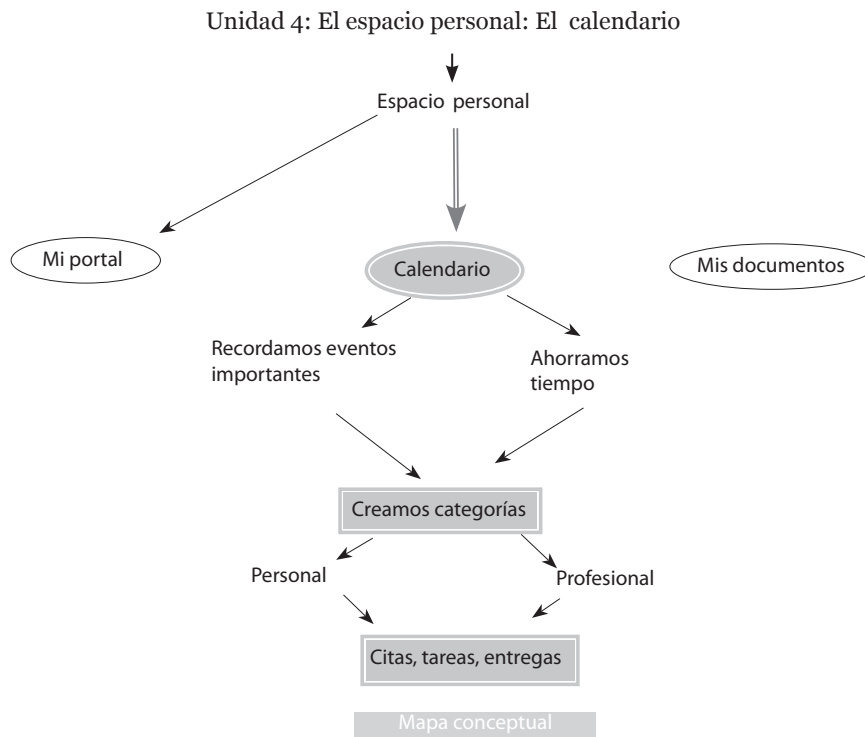 Unidad 4: El espacio personal: El calendario
Espacio personal
Mi portal
Calendario
Mis documentos
Recordamos eventos
importantes
Ahorramos
tiempo
Creamos categorías
Personal
Profesional
Citas, tareas, entregas
Mapa conceptual